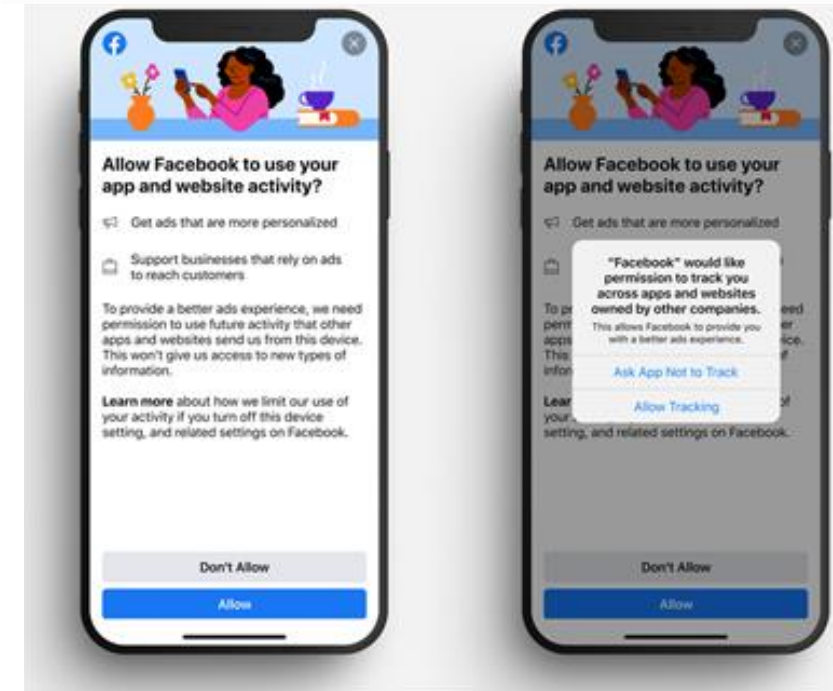 Allow Facebook to use your
app and website activity?
Get ads that are more personalized
Support businesses that rely on ads
to reach customers
To provide a better ads experience, we need
permission to use future activity that other
apps and websites send us from this device.
This won't give us access to new types of
information.
Learn more about how we limit our use of
your activity if you turn off this device
setting, and related settings on Facebook.
Don't Allow
Allow
Allow Facebook to use your
app and website activity?
Get ads that are more personalized
"Facebook" would like
permission to track you
across apps and websites
owned by other companies.
This allows Facebook to provide you
with a better ads experience.
Ask App Not to Track
Allow Tracking
setting, and related settings on Facebook.
Don't Allow
Allow